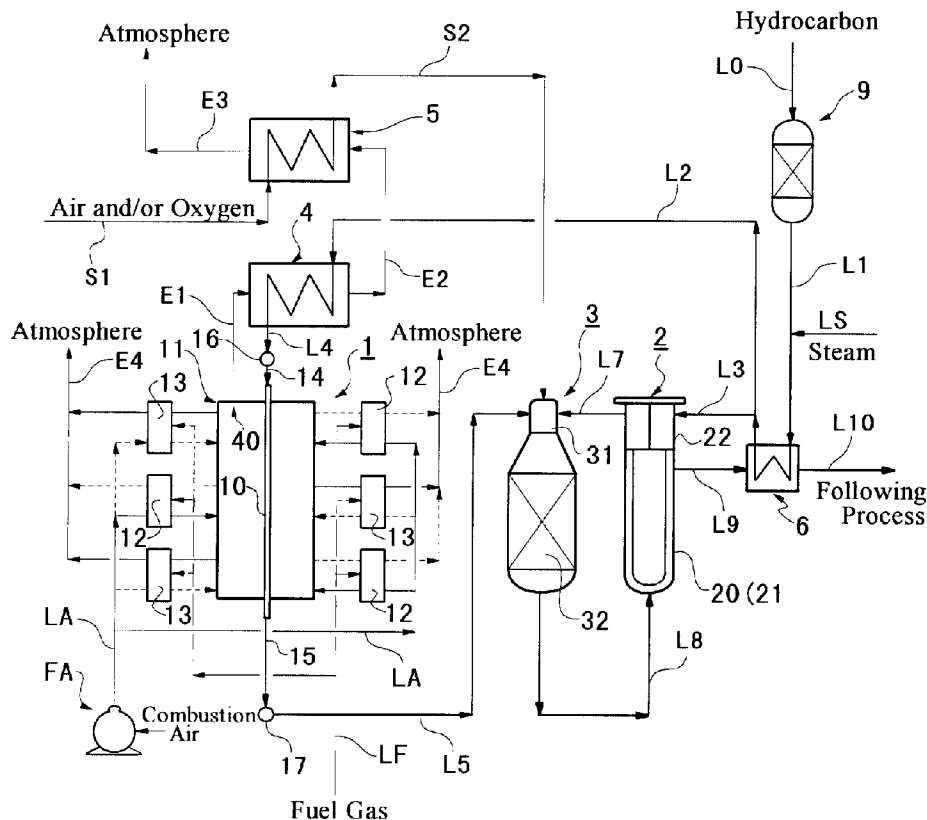 Hydrocarbon
Atmosphere
S2
L0
9
E3
5
L2
Air and/or Oxygen
4
S1
E2
L1
E1
LS
Steam
Atmosphere
16
L4
1
Atmosphere
3
L7
2
L3
E4
11
14
12
E4
13
40
31
22
L10
10
L9
6
Following
Process
12
13
13
12
32
20(21
LA
15
LA
L8
FA
Combustion
Air
17
LF
L5
Fuel Gas